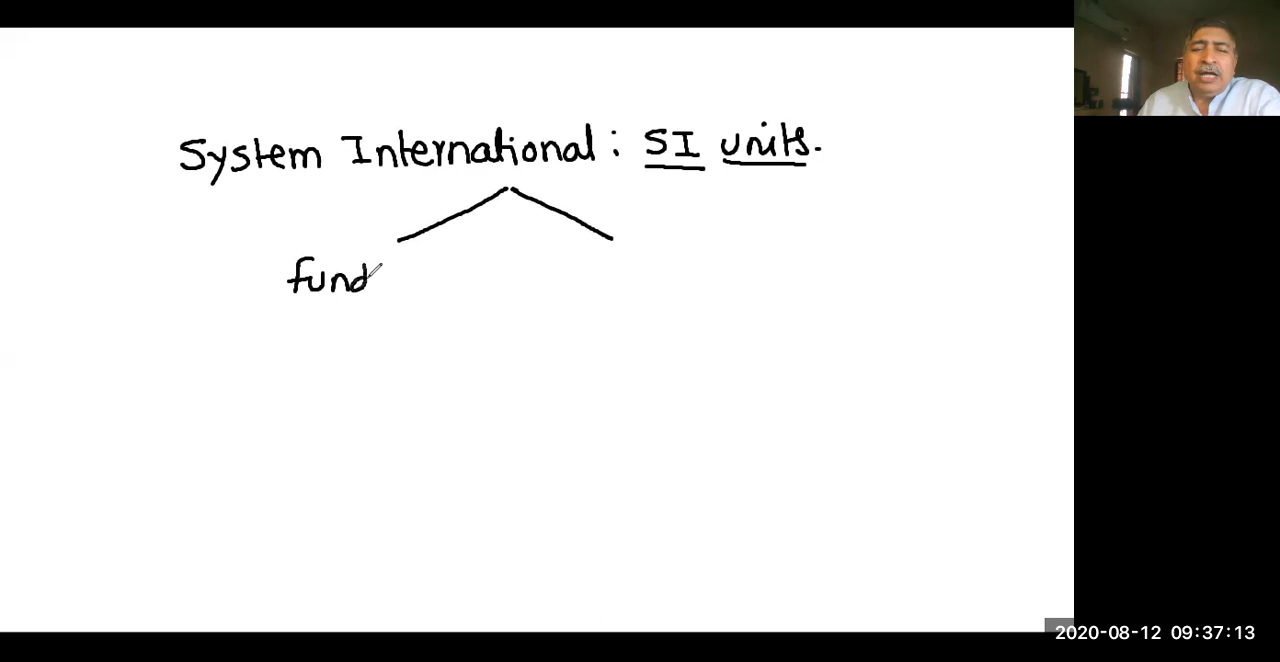 System International : SI units.
fund
2020-08-12 09:37:13